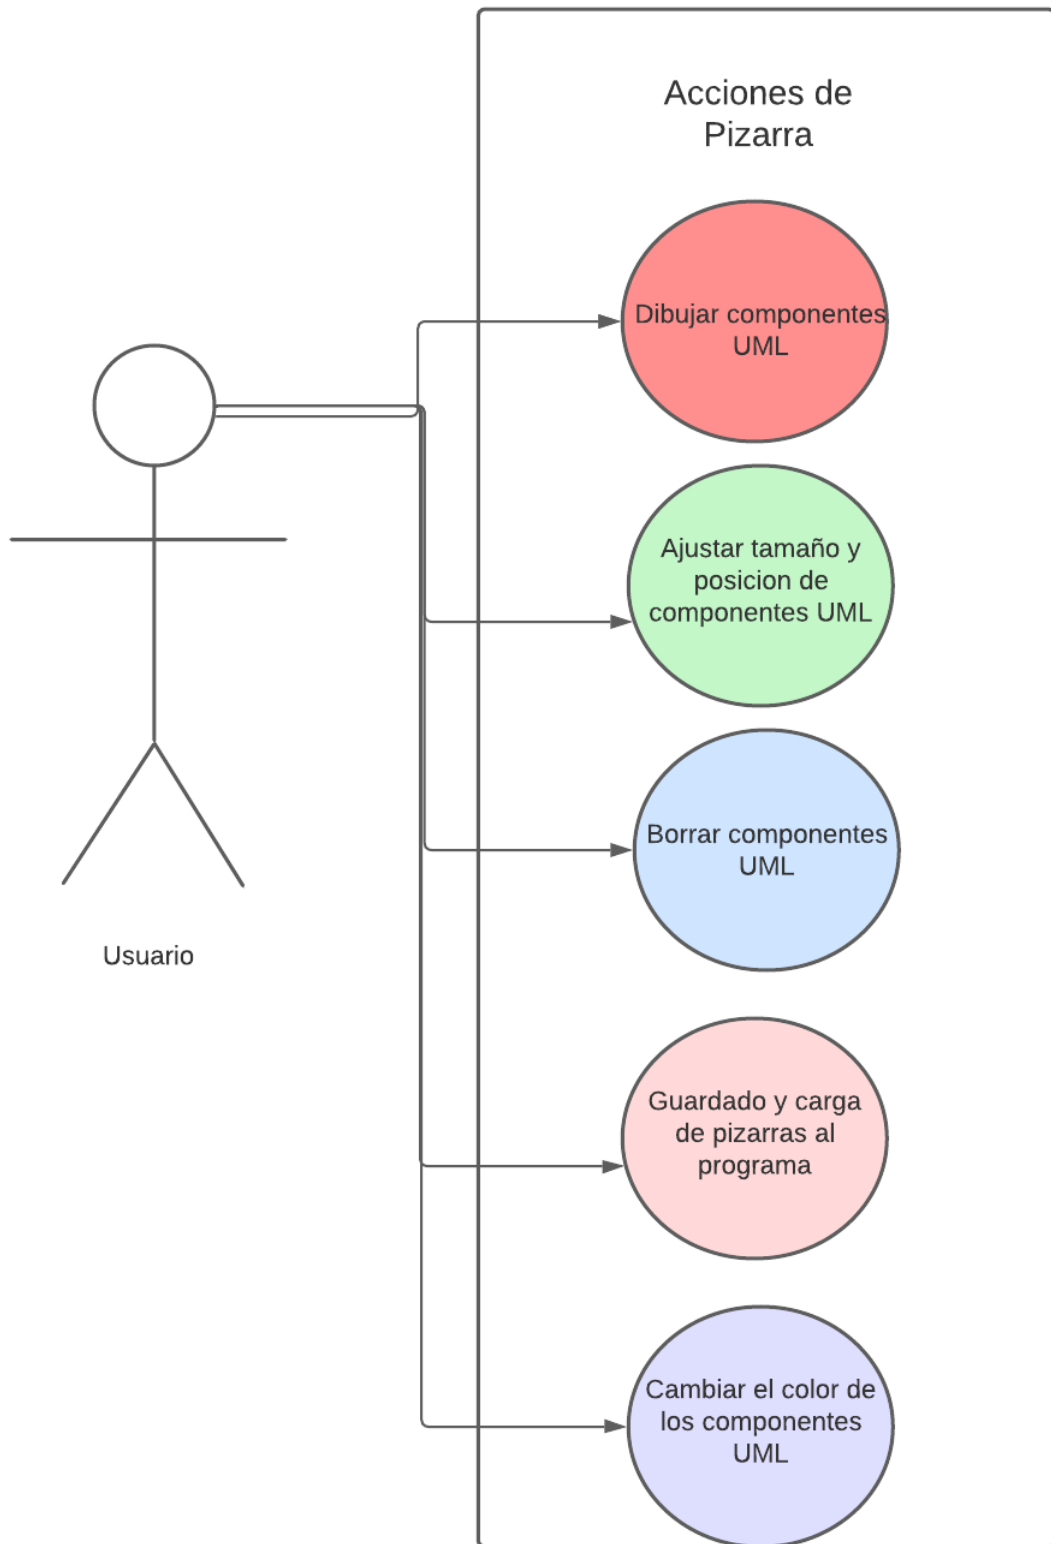 Acciones de
Pizarra
Dibujar componentes
UML
Ajustar tamaño y
posicion de
componentes UML
Borrar componentes
UML
Usuario
Guardado y carga
de pizarras al
programa
Cambiar el color de
los componentes
UML